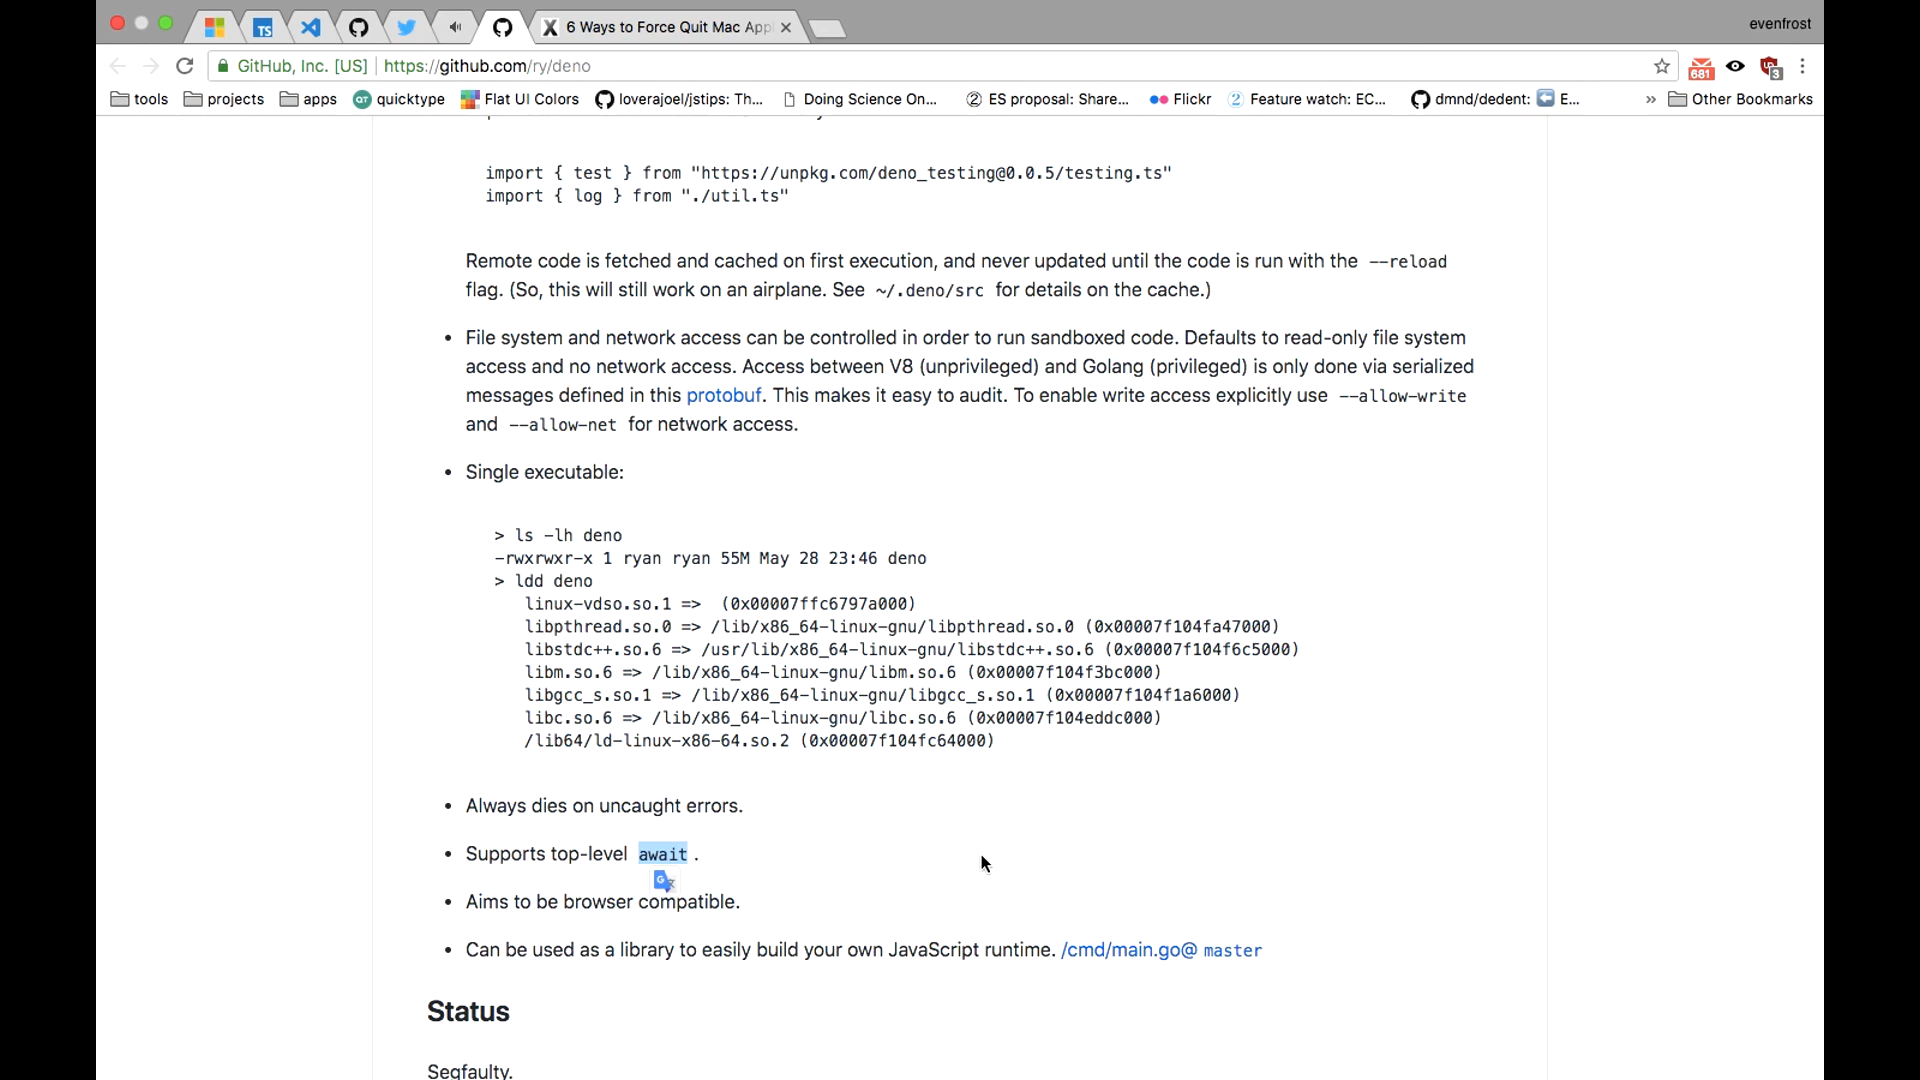 6 Ways to Force Quit Mac App
evenfrost
GitHub, Inc. [US] | https://github.com/ry/deno
681
3
tools projects apps quicktype Flat UI Colors loverajoel/jstips: Th... Doing Science On... ES proposal: Share... Flickr Feature watch: EC... dmnd/dedent: E... » Other Bookmarks
import { test } from "https://unpkg.com/deno_testing@0.0.5/testing.ts"
import { log } from "./util.ts"
Remote code is fetched and cached on first execution, and never updated until the code is run with the --reload
flag. (So, this will still work on an airplane. See ~/.deno/src for details on the cache.)
• File system and network access can be controlled in order to run sandboxed code. Defaults to read-only file system
access and no network access. Access between V8 (unprivileged) and Golang (privileged) is only done via serialized
messages defined in this protobuf. This makes it easy to audit. To enable write access explicitly use --allow-write
and --allow-net for network access.
• Single executable:
> ls -lh deno
-rwxrwxr-x 1 ryan ryan 55M May 28 23:46 deno
> ldd deno
linux-vdso.so.1 => (0x00007ffc6797a000)
libpthread.so.0 => /lib/x86_64-linux-gnu/libpthread.so.0 (0x00007f104fa47000)
libstdc++.so.6 => /usr/lib/x86_64-linux-gnu/libstdc++.so.6 (0x00007f104f6c5000)
libm.so.6 => /lib/x86_64-linux-gnu/libm.so.6 (0x00007f104f3bc000)
libgcc_s.so.1 => /lib/x86_64-linux-gnu/libgcc_s.so.1 (0x00007f104f1a6000)
libc.so.6 => /lib/x86_64-linux-gnu/libc.so.6 (0x00007f104eddc000)
/lib64/ld-linux-x86-64.so.2 (0x00007f104fc64000)
• Always dies on uncaught errors.
• Supports top-level await .
• Aims to be browser compatible.
• Can be used as a library to easily build your own JavaScript runtime. /cmd/main.go@ master
Status
Segfaulty.